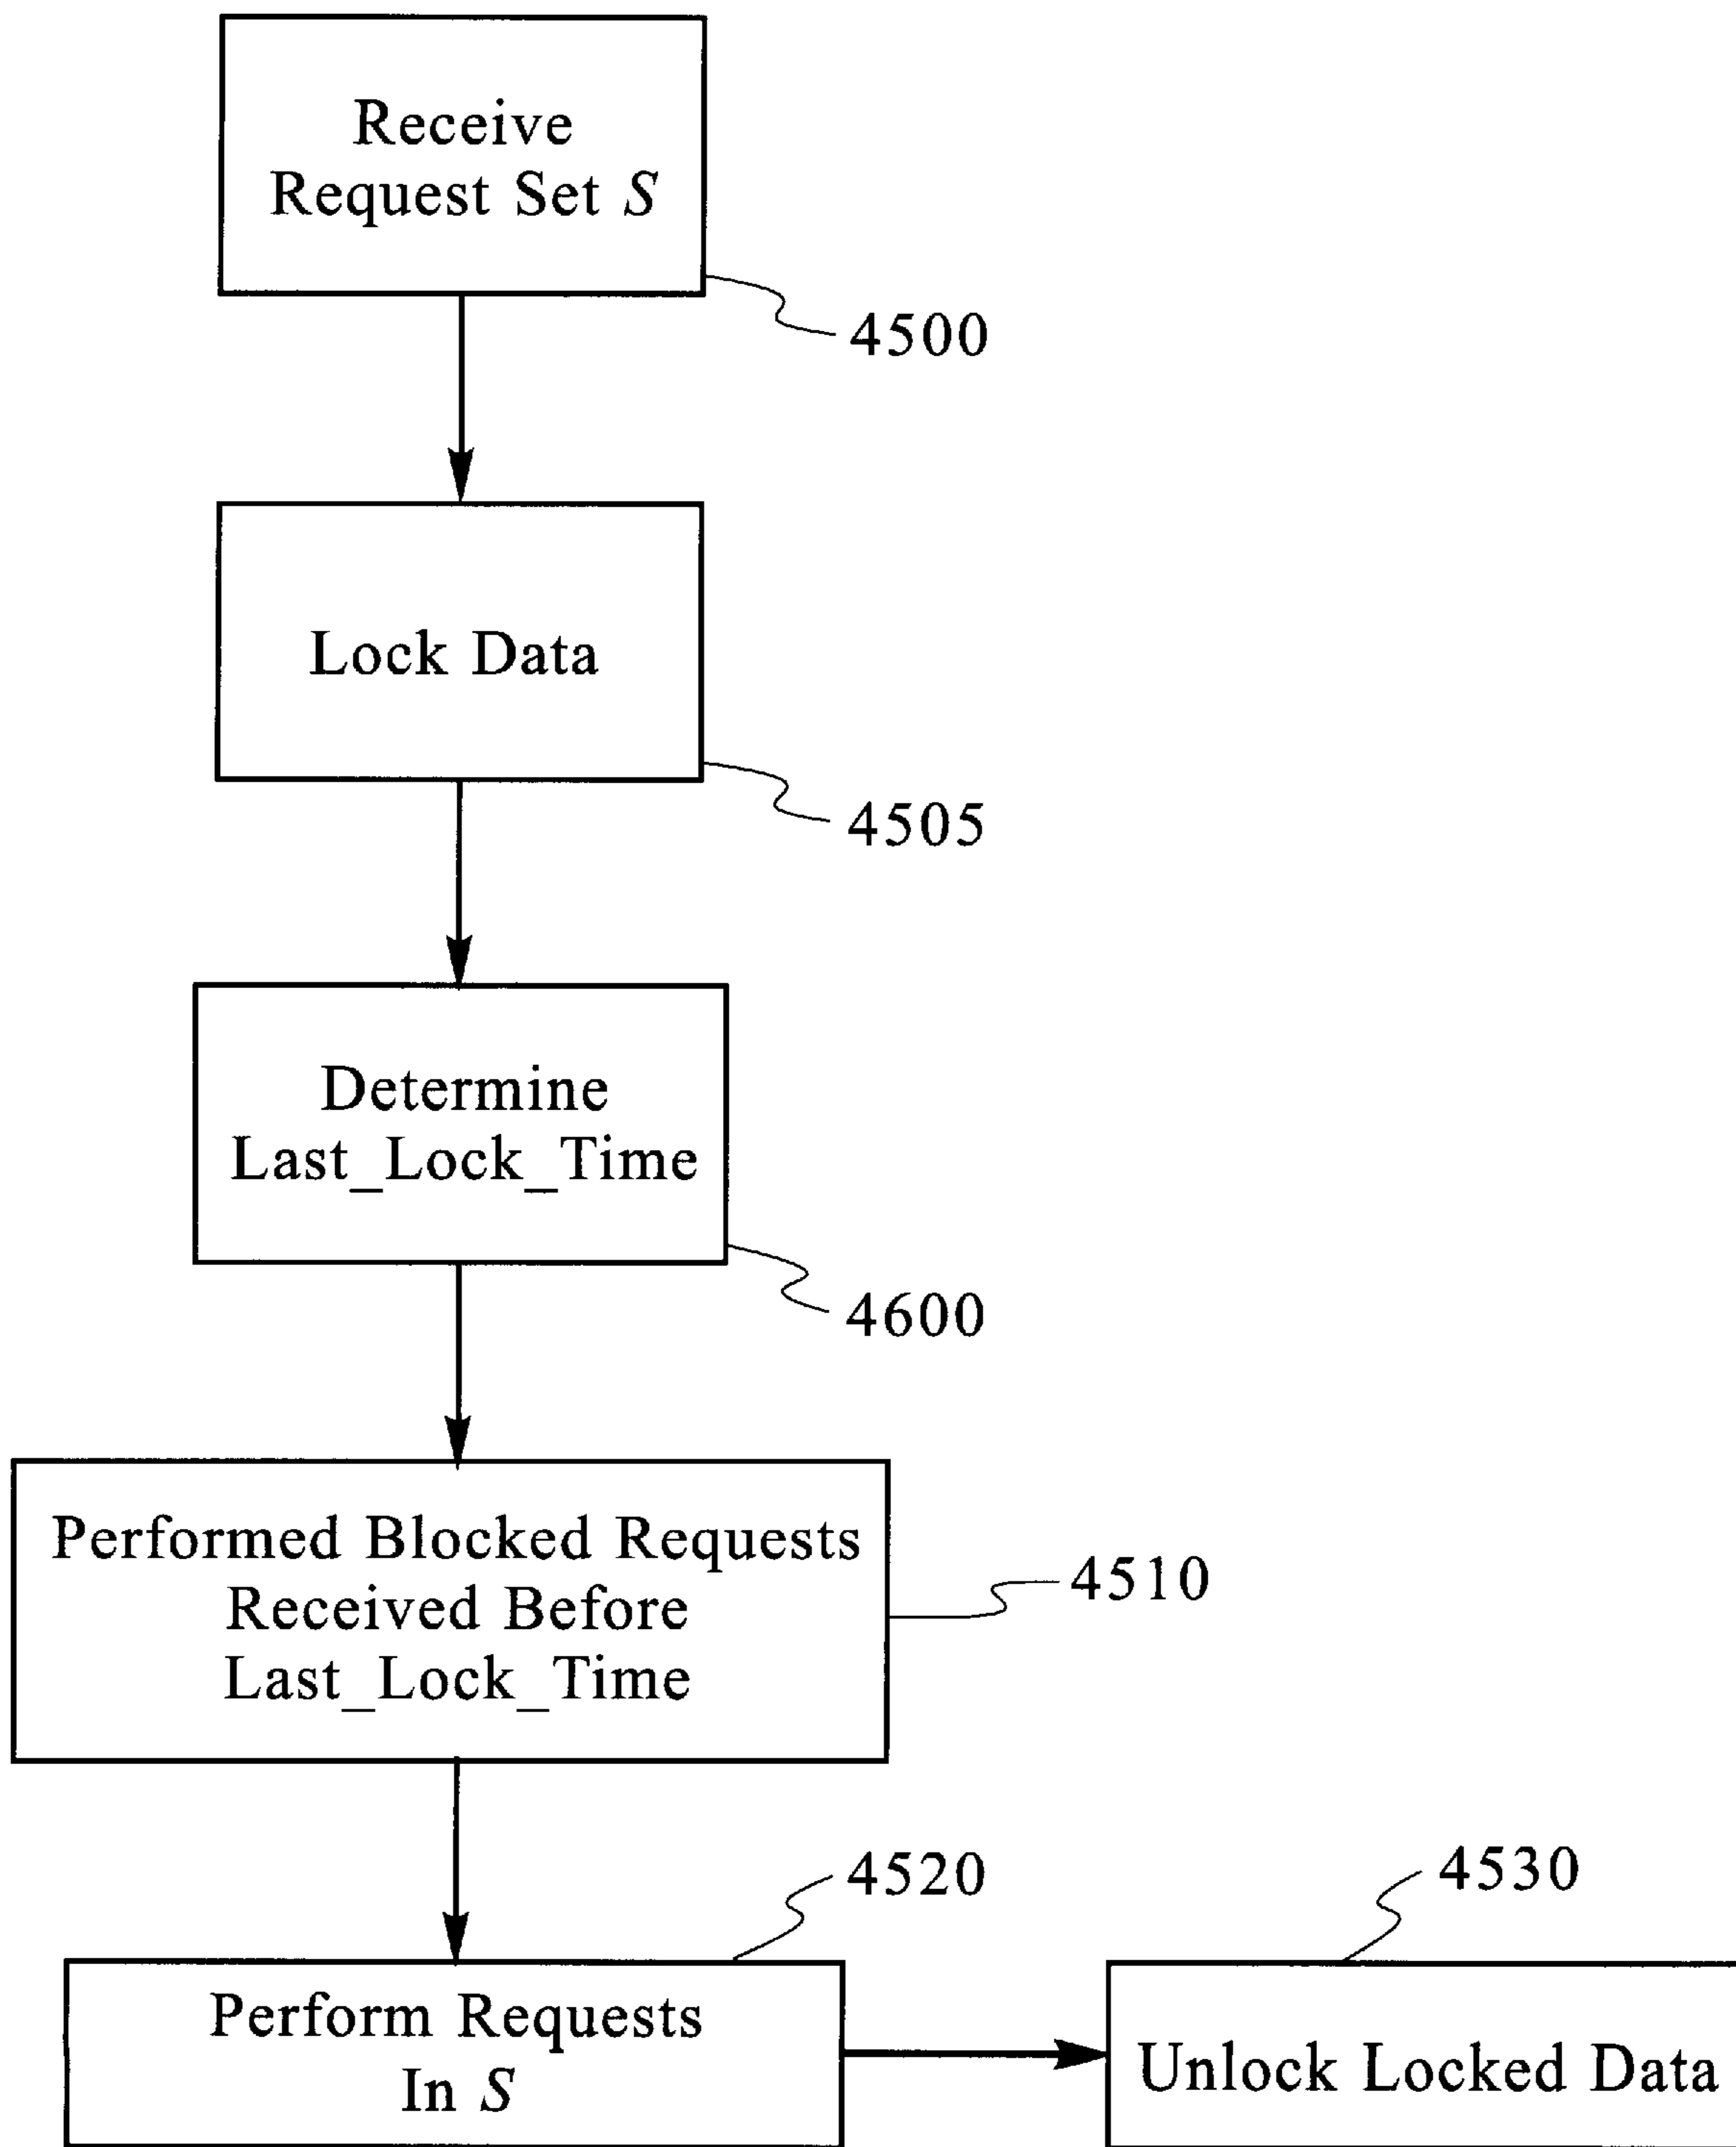 Receive
Request Set S
4500
Lock Data
4505
Determine
Last_Lock_Time
4600
Performed Blocked Requests
Received Before
Last_Lock_Time
4510
4520
4530
Perform Requests
In S
Unlock Locked Data